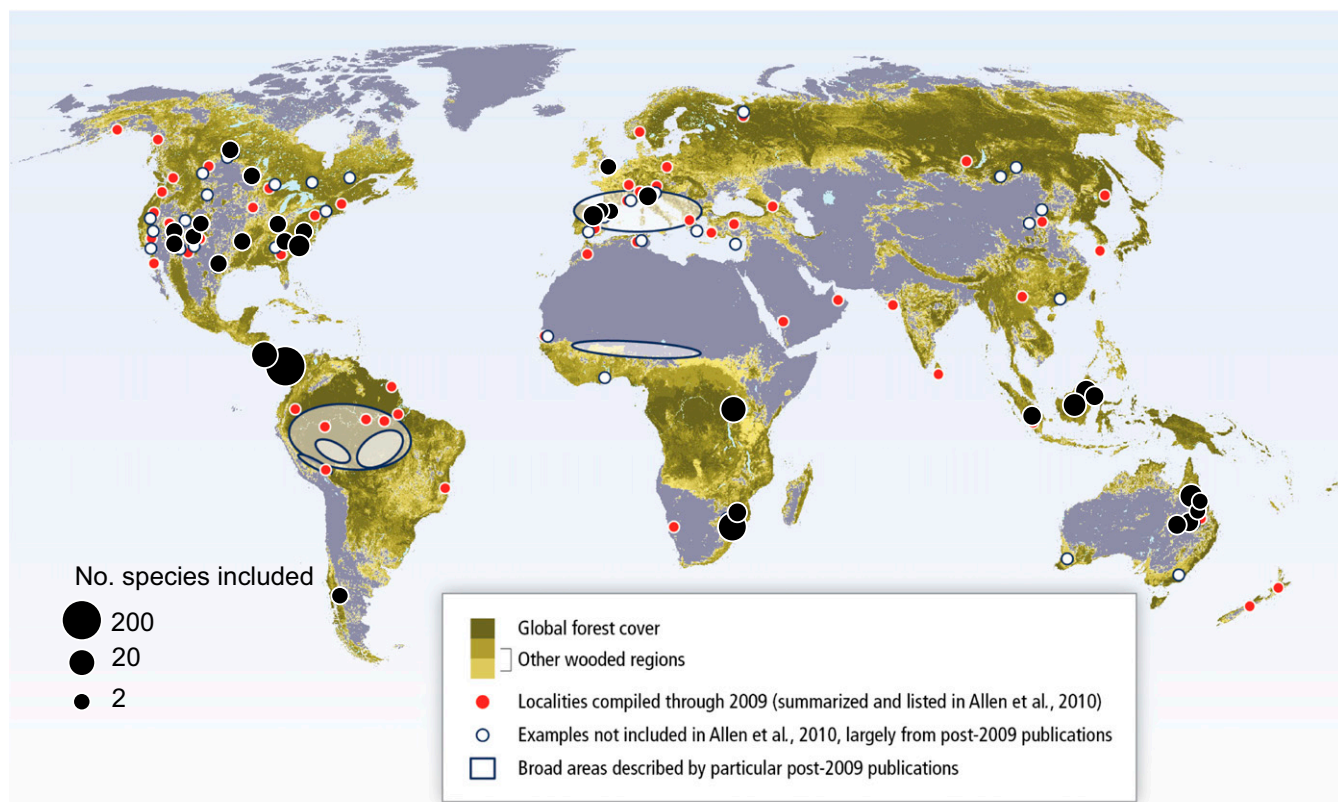 No. species included
200
20
2
Global forest cover
Other wooded regions
Localities compiled through 2009 (summarized and listed in Allen et al., 2010)
Examples not included in Allen et al., 2010, largely from post-2009 publications
Broad areas described by particular post-2009 publications